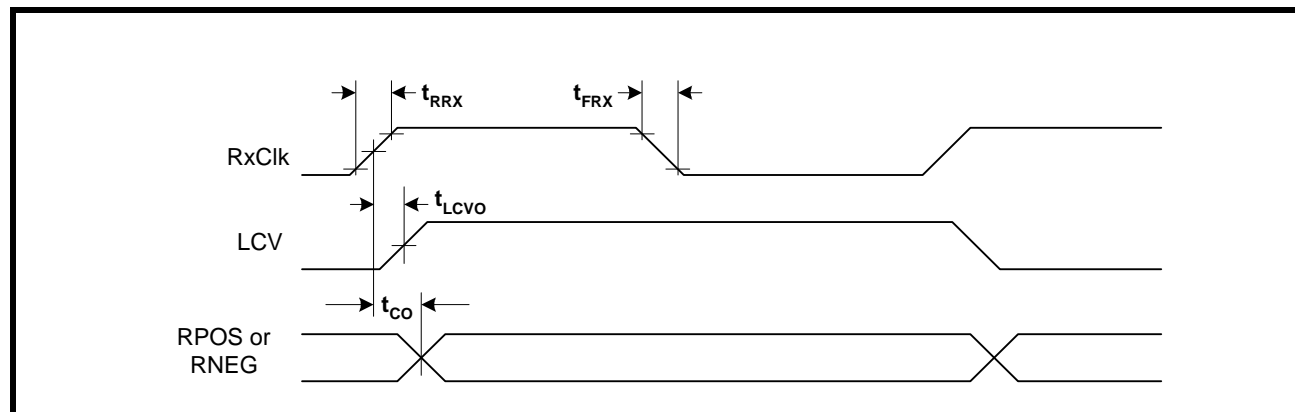 tRRX tFRX
RxClk
tLCVO
LCV
tCO
RPOS or
RNEG